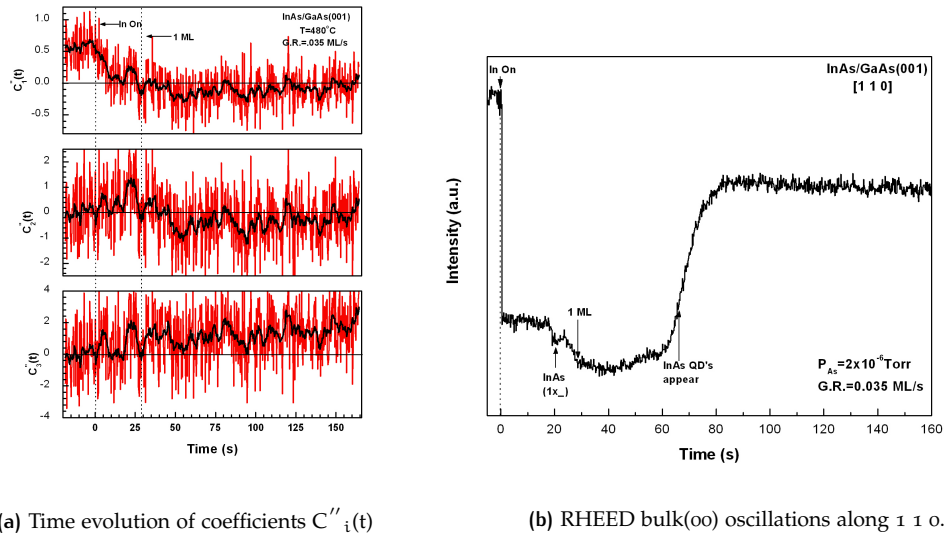 InAs/GaAs(001)
T=480°C
G.R.=.035 ML/s
In On
1 ML
1.0
0.5
0.0
-0.5
C"1(t)
2
1
0
-1
-2
C"2(t)
4
2
0
-2
-4
C"3(t)
0 25 50 75 100 125 150
Time (s)
(a) Time evolution of coefficients C″i(t)
In On
InAs/GaAs(001)
[1 1 0]
Intensity (a.u.)
1 ML
InAs
(1x_)
InAs QD's
appear
P_As=2x10⁻⁶Torr
G.R.=0.035 ML/s
0 20 40 60 80 100 120 140 160
Time (s)
(b) RHEED bulk(00) oscillations along 1 1 0.